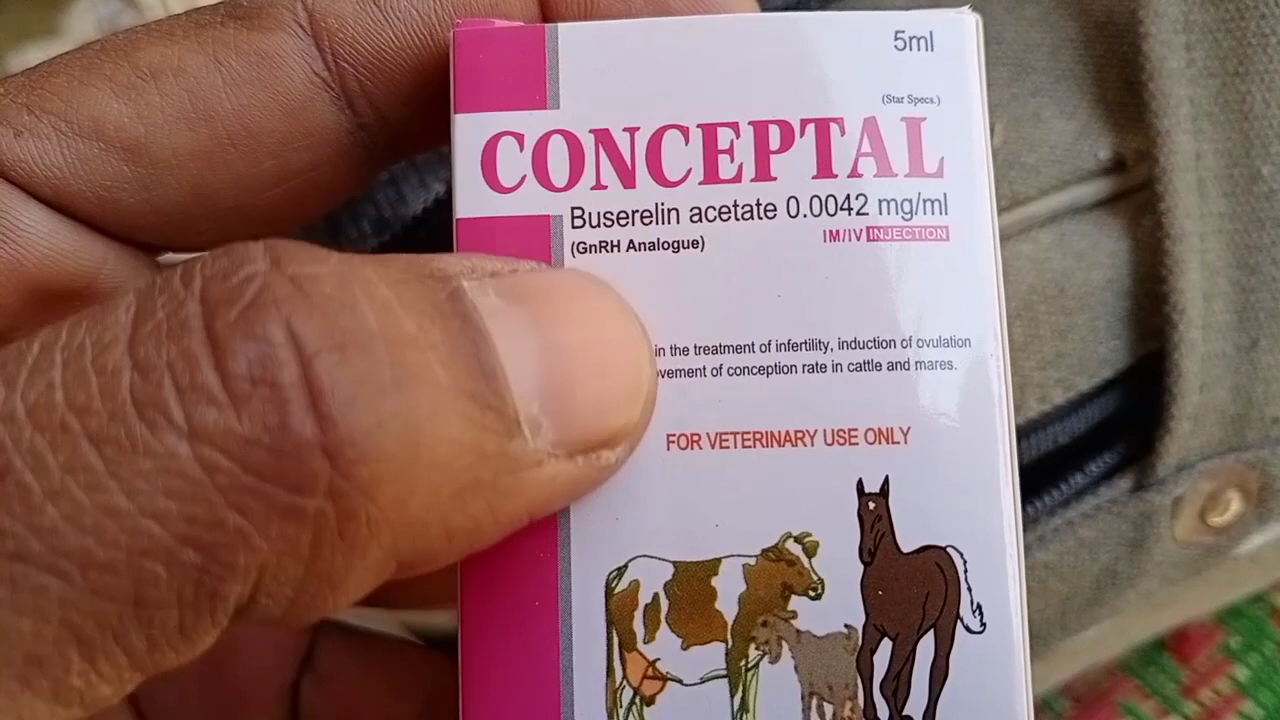 5ml
(Star Specs.)
CONCEPTAL
Buserelin acetate 0.0042 mg/ml
(GnRH Analogue)
IM/IV INJECTION
in the treatment of infertility, induction of ovulation
of conception rate in cattle and mares.
FOR VETERINARY USE ONLY